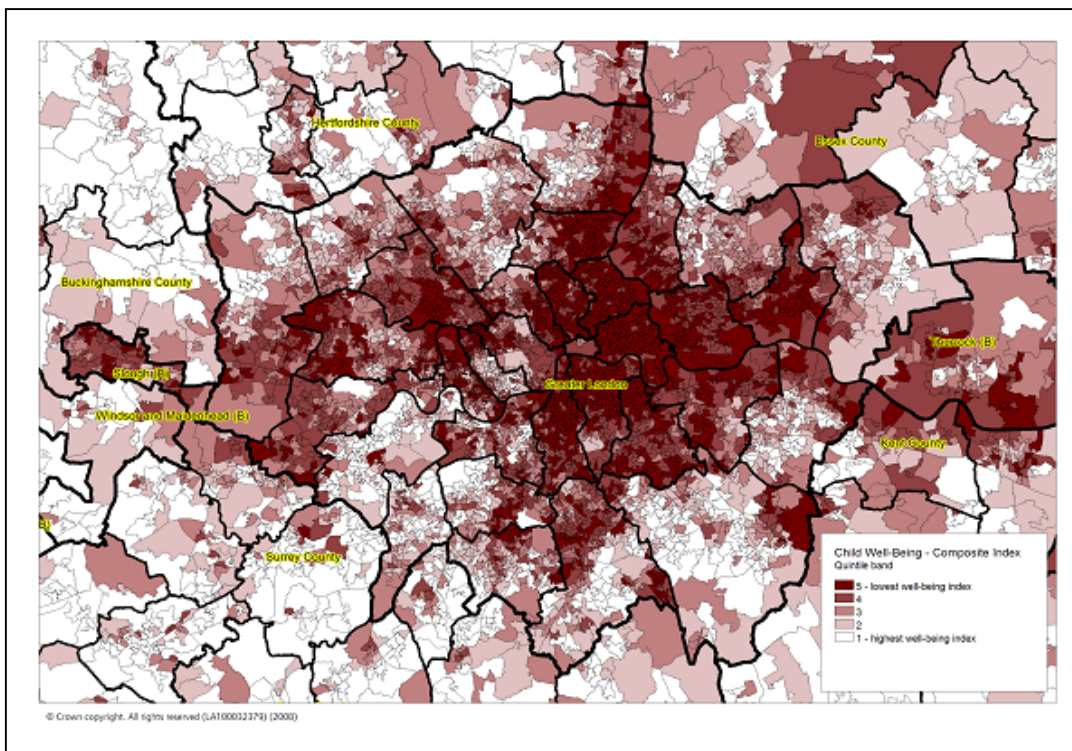 Hertfordshire County
Essex County
Buckinghamshire County
Thurrock (B)
Slough (B)
Greater London
Windsor and Maidenhead (B)
Kent County
B)
Surrey County
Child Well-Being - Composite Index
Quintile band
5 - lowest well-being index
4
3
2
1 - highest well-being index
© Crown copyright. All rights reserved (LA100032379) (2008)